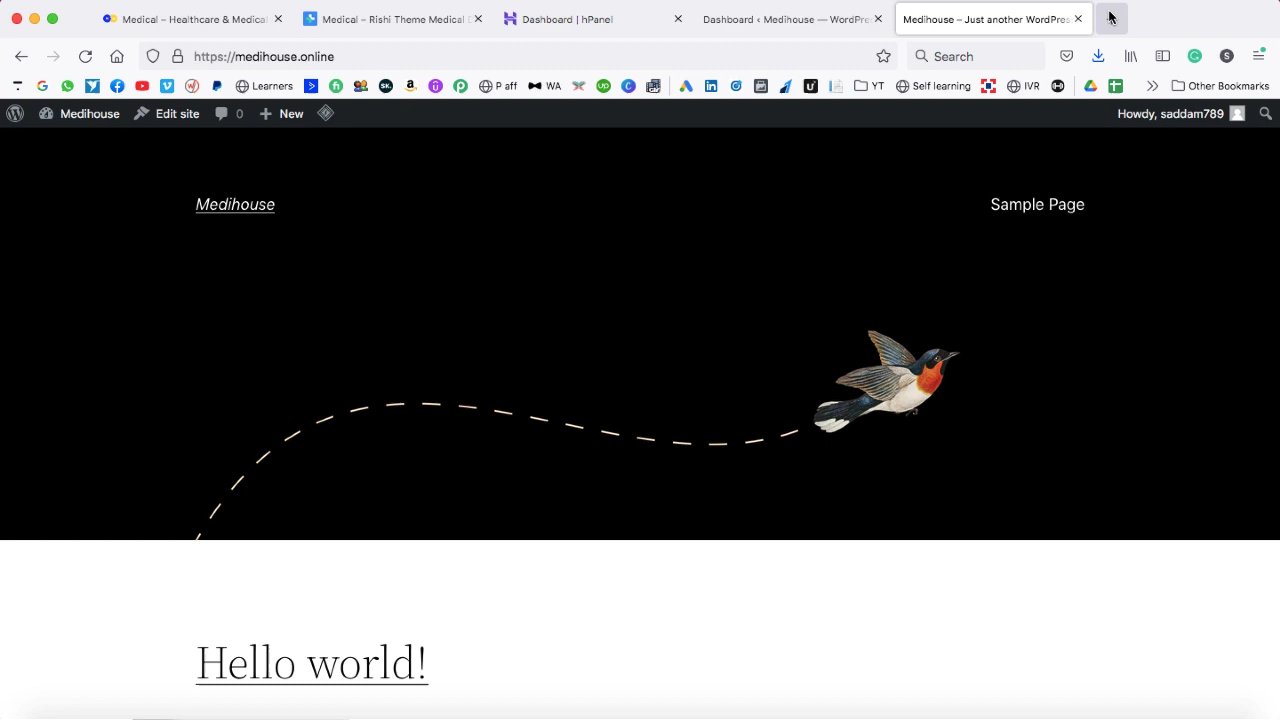 Medical – Healthcare & Medical
Medical – Rishi Theme Medical
Dashboard | hPanel
Dashboard ‹ Medihouse — WordPre
Medihouse – Just another WordPres
https://medihouse.online
Search
Learners
P aff
WA
YT
Self learning
IVR
Other Bookmarks
Medihouse
Edit site
0
New
Howdy, saddam789
Medihouse
Sample Page
Hello world!